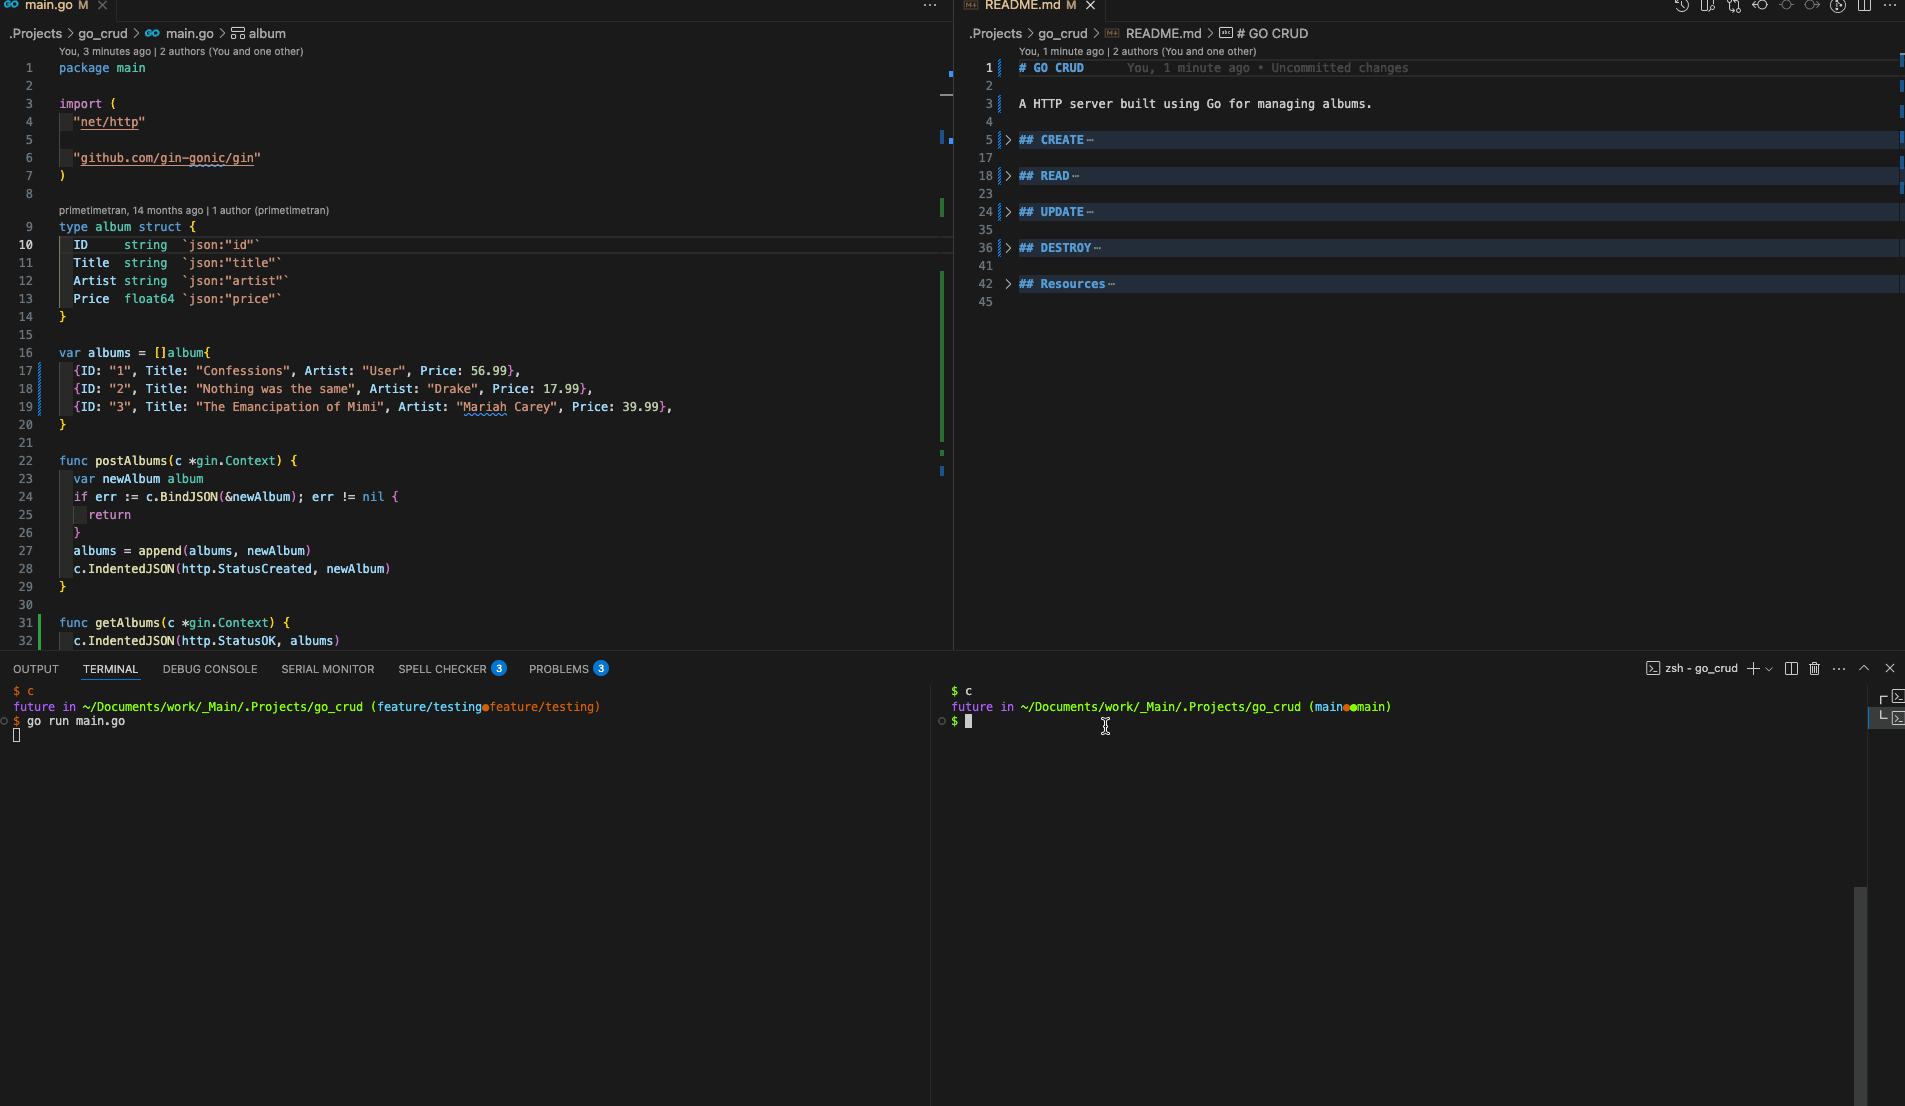 main.go M
README.md M
.Projects > go_crud > main.go > album
.Projects > go_crud > README.md > # GO CRUD
You, 3 minutes ago | 2 authors (You and one other)
1 package main
2
3 import (
4 "net/http"
5
6 "github.com/gin-gonic/gin"
7 )
8
primetimetran, 14 months ago | 1 author (primetimetran)
9 type album struct {
10 ID string `json:"id"`
11 Title string `json:"title"`
12 Artist string `json:"artist"`
13 Price float64 `json:"price"`
14 }
15
16 var albums = []album{
17 {ID: "1", Title: "Confessions", Artist: "User", Price: 56.99},
18 {ID: "2", Title: "Nothing was the same", Artist: "Drake", Price: 17.99},
19 {ID: "3", Title: "The Emancipation of Mimi", Artist: "Mariah Carey", Price: 39.99},
20 }
21
22 func postAlbums(c *gin.Context) {
23 var newAlbum album
24 if err := c.BindJSON(&newAlbum); err != nil {
25 return
26 }
27 albums = append(albums, newAlbum)
28 c.IndentedJSON(http.StatusCreated, newAlbum)
29 }
30
31 func getAlbums(c *gin.Context) {
32 c.IndentedJSON(http.StatusOK, albums)
You, 1 minute ago | 2 authors (You and one other)
1 # GO CRUD You, 1 minute ago • Uncommitted changes
2
3 A HTTP server built using Go for managing albums.
4
5 > ## CREATE⋯
17
18 > ## READ⋯
23
24 > ## UPDATE⋯
35
36 > ## DESTROY⋯
41
42 > ## Resources⋯
45
OUTPUT TERMINAL DEBUG CONSOLE SERIAL MONITOR SPELL CHECKER 3 PROBLEMS 3
zsh - go_crud
$ c
future in ~/Documents/work/_Main/.Projects/go_crud (feature/testing●feature/testing)
$ go run main.go
$ c
future in ~/Documents/work/_Main/.Projects/go_crud (main●●main)
$